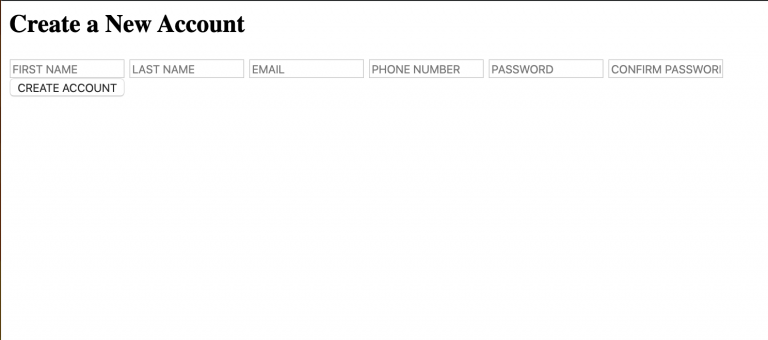 Create a New Account
FIRST NAME LAST NAME EMAIL PHONE NUMBER PASSWORD CONFIRM PASSWORI
CREATE ACCOUNT